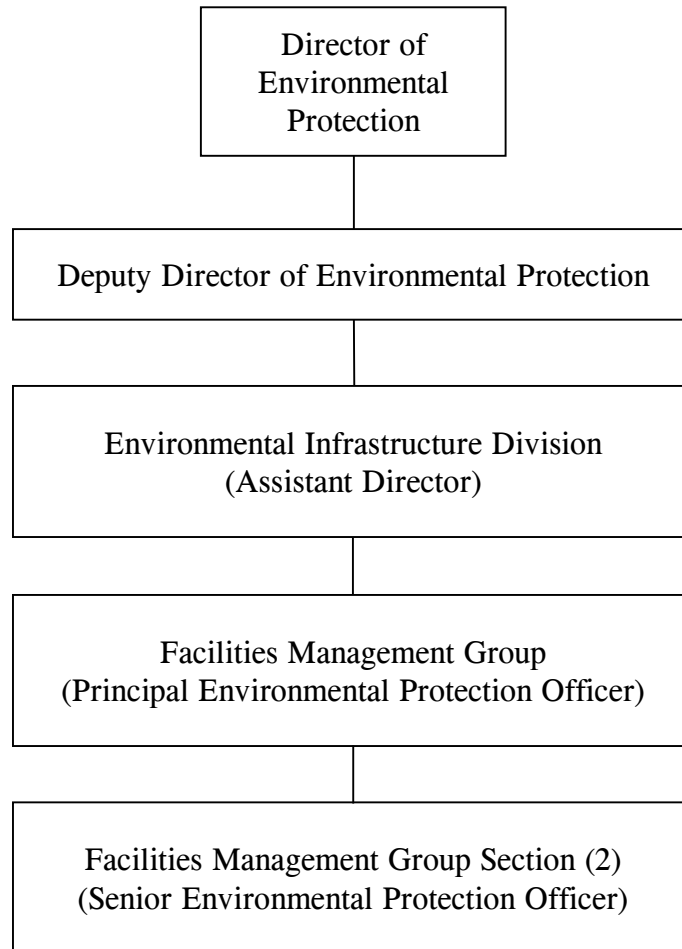 Director of
Environmental
Protection
Deputy Director of Environmental Protection
Environmental Infrastructure Division
(Assistant Director)
Facilities Management Group
(Principal Environmental Protection Officer)
Facilities Management Group Section (2)
(Senior Environmental Protection Officer)